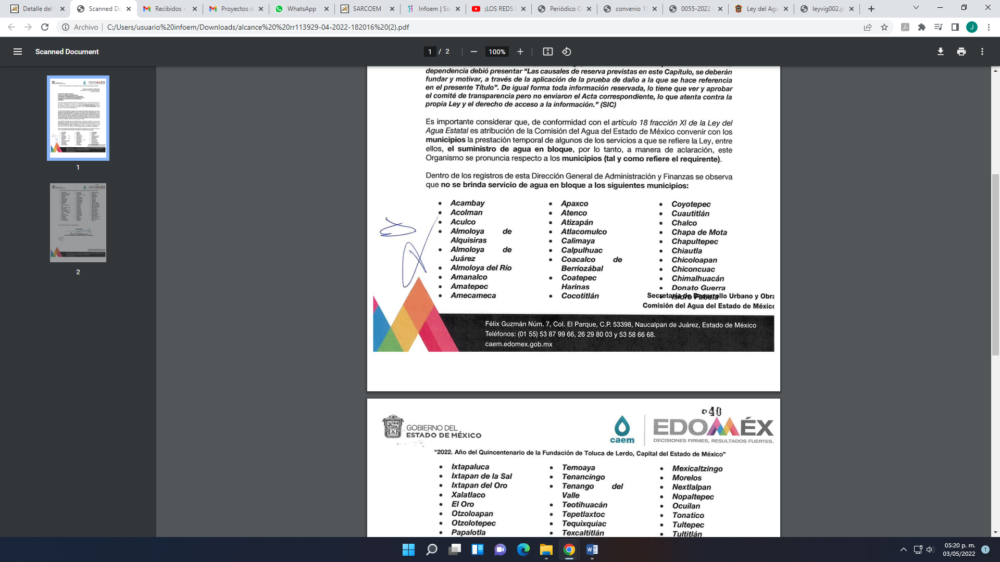 Detalle del S
Scanned Do
Recibidos -
Proyectos d
WhatsApp
SARCOEM
Infoem | So
¡LOS REDS
Periódico O
convenio 15
0055-2022
Ley del Agu
leyvig002.p
Archivo
C:/Users/usuario%20infoem/Downloads/alcance%20%20rr113929-04-2022-182016%20(2).pdf
J
Scanned Document
1 / 2
100%
1
2
dependencia debió presentar “Las causales de reserva previstas en este Capítulo, se deberán
fundar y motivar, a través de la aplicación de la prueba de daño a la que se hace referencia
en el presente Título”. De igual forma toda información reservada, lo tiene que ver y aprobar
el comité de transparencia pero no enviaron el Acta correspondiente, lo que atenta contra la
propia Ley y el derecho de acceso a la información.” (SIC)
Es importante considerar que, de conformidad con el artículo 18 fracción XI de la Ley del
Agua Estatal es atribución de la Comisión del Agua del Estado de México convenir con los
municipios la prestación temporal de algunos de los servicios a que se refiere la Ley, entre
ellos, el suministro de agua en bloque, por lo tanto, a manera de aclaración, este
Organismo se pronuncia respecto a los municipios (tal y como refiere el requirente).
Dentro de los registros de esta Dirección General de Administración y Finanzas se observa
que no se brinda servicio de agua en bloque a los siguientes municipios:
• Acambay
• Acolman
• Aculco
• Almoloya de
Alquisiras
• Almoloya de
Juárez
• Almoloya del Río
• Amanalco
• Amatepec
• Amecameca
• Apaxco
• Atenco
• Atizapán
• Atlacomulco
• Calimaya
• Calpulhuac
• Coacalco de
Berriozábal
• Coatepec
Harinas
• Cocotitlán
• Coyotepec
• Cuautitlán
• Chalco
• Chapa de Mota
• Chapultepec
• Chiautla
• Chicoloapan
• Chiconcuac
• Chimalhuacán
• Donato Guerra
• Isidro Fabela
Secretaría de Desarrollo Urbano y Obra
Comisión del Agua del Estado de México
Félix Guzmán Núm. 7, Col. El Parque, C.P. 53398, Naucalpan de Juárez, Estado de México
Teléfonos: (01 55) 53 87 99 66, 26 29 80 03 y 53 58 66 68.
caem.edomex.gob.mx
GOBIERNO DEL
ESTADO DE MÉXICO
caem
40
EDOMÉX
DECISIONES FIRMES, RESULTADOS FUERTES.
“2022. Año del Quincentenario de la Fundación de Toluca de Lerdo, Capital del Estado de México”
• Ixtapaluca
• Ixtapan de la Sal
• Ixtapan del Oro
• Xalatlaco
• El Oro
• Otzoloapan
• Otzolotepec
• Papalotla
• Temoaya
• Tenancingo
• Tenango del
Valle
• Teotihuacán
• Tepetlaxtoc
• Tequixquiac
• Texcaltitlán
• Mexicaltzingo
• Morelos
• Nextlalpan
• Nopaltepec
• Ocuilan
• Tonatico
• Tultepec
• Tultitlán
05:20 p. m.
03/05/2022
1